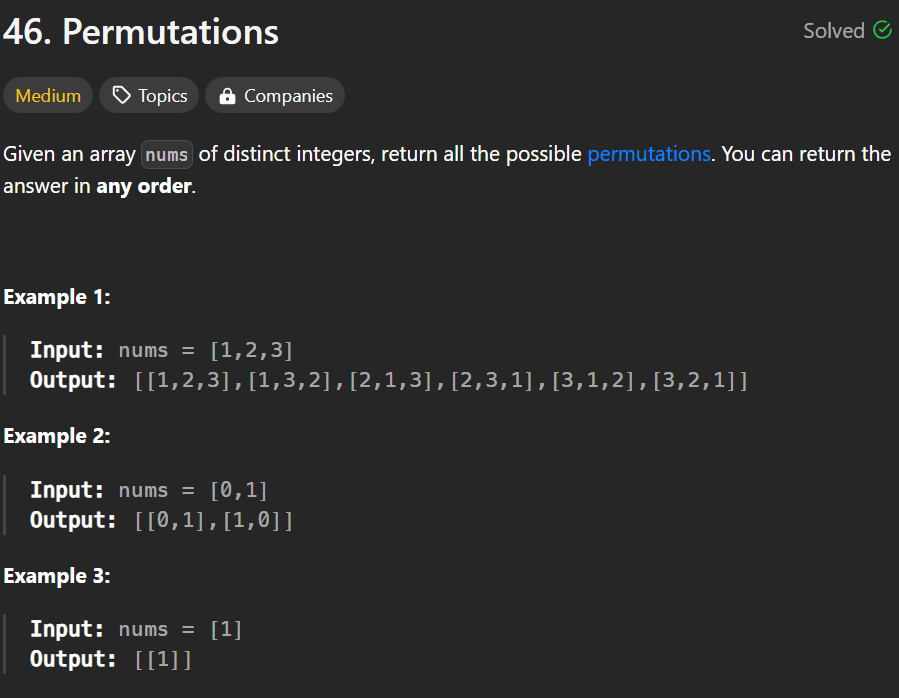 46. Permutations
Solved
Medium
Topics
Companies
Given an array nums of distinct integers, return all the possible permutations. You can return the
answer in any order.
Example 1:
Input: nums = [1,2,3]
Output: [[1,2,3],[1,3,2],[2,1,3],[2,3,1],[3,1,2],[3,2,1]]
Example 2:
Input: nums = [0,1]
Output: [[0,1],[1,0]]
Example 3:
Input: nums = [1]
Output: [[1]]